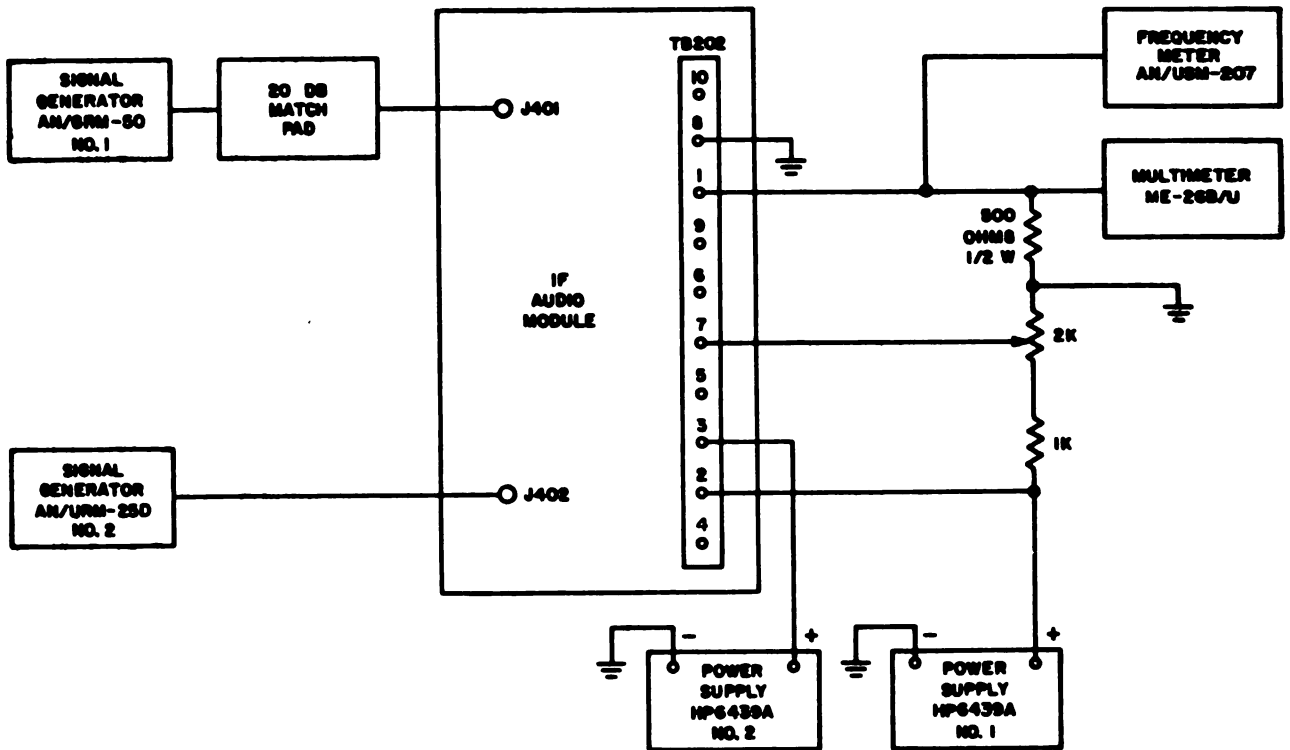 SIGNAL
GENERATOR
AN/GRM-50
NO. 1
20 DB
MATCH
PAD
J401
TB202
10
8
1
9
6
7
5
3
2
4
FREQUENCY
METER
AN/USM-207
MULTIMETER
ME-26B/U
500
OHMS
1/2 W
2K
1K
IF
AUDIO
MODULE
SIGNAL
GENERATOR
AN/URM-25D
NO. 2
J402
- +
POWER
SUPPLY
HP6439A
NO. 2
- +
POWER
SUPPLY
HP6439A
NO. 1